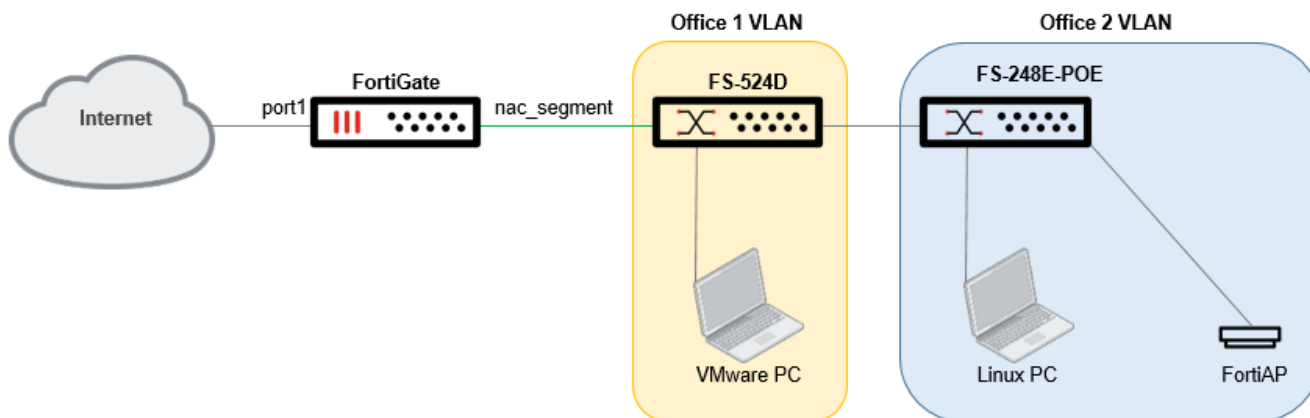 Office 1 VLAN
Office 2 VLAN
FortiGate
FS-524D
FS-248E-POE
Internet
port1
nac_segment
VMware PC
Linux PC
FortiAP